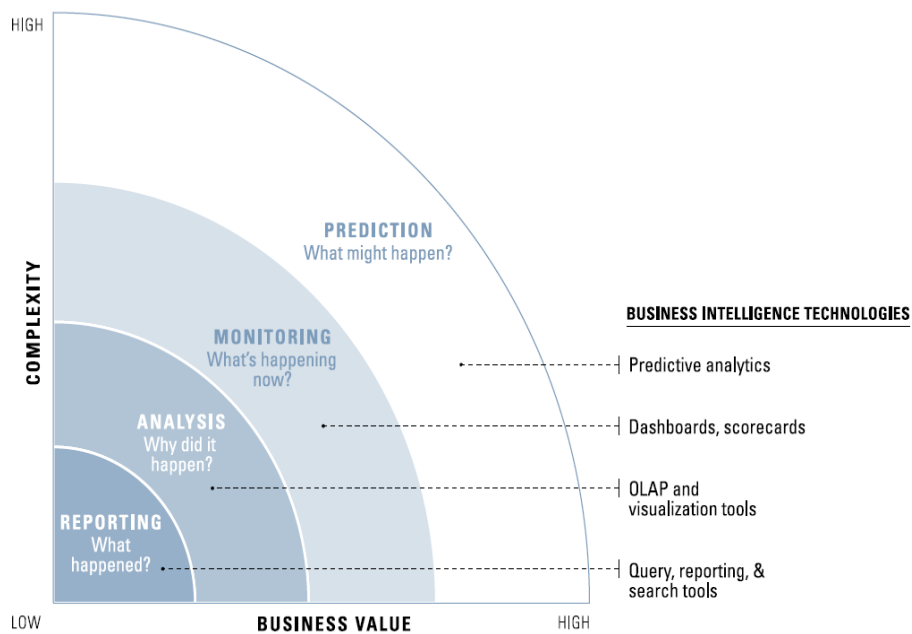 HIGH
PREDICTION
What might happen?
MONITORING
What's happening
now?
ANALYSIS
Why did it
happen?
REPORTING
What
happened?
COMPLEXITY
BUSINESS INTELLIGENCE TECHNOLOGIES
Predictive analytics
Dashboards, scorecards
OLAP and
visualization tools
Query, reporting, &
search tools
LOW
BUSINESS VALUE
HIGH